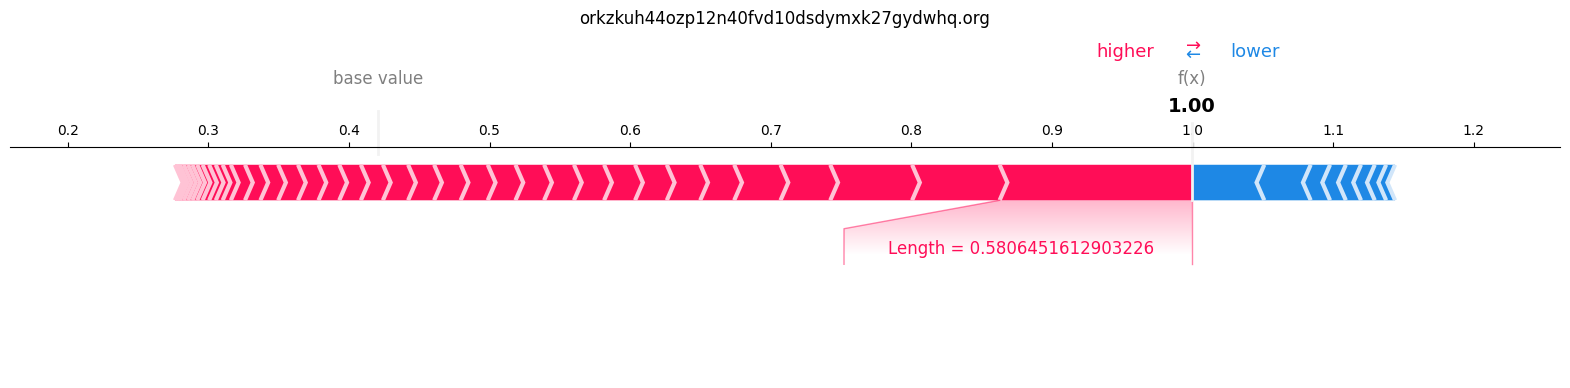 orkzkuh44ozp12n40fvd10dsdymxk27gydwhq.org
higher → ← lower
base value f(x)
1.00
0.2 0.3 0.4 0.5 0.6 0.7 0.8 0.9 1.0 1.1 1.2
Length = 0.5806451612903226